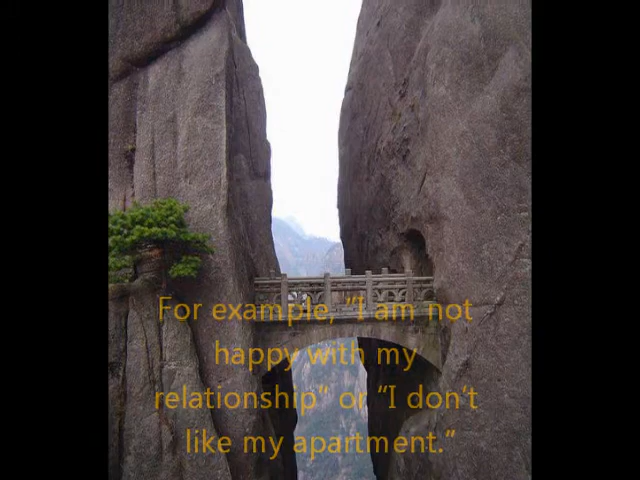 For example, “I am not
happy with my
relationship” or “I don’t
like my apartment.”